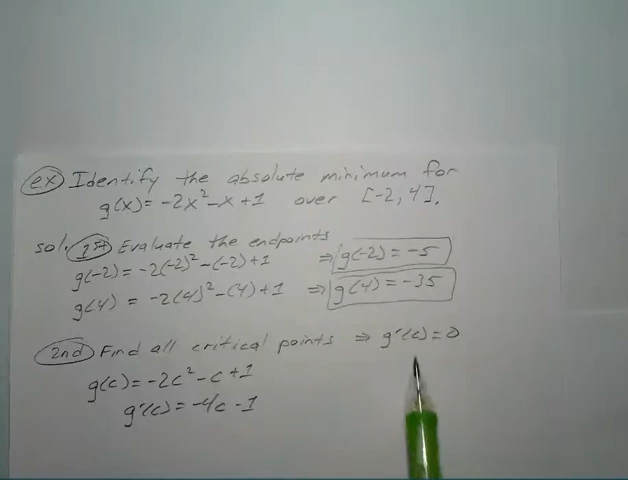 ex Identify the absolute minimum for
g(x) = -2x² - x + 1 over [-2, 4].
sol. 1st Evaluate the endpoints
g(-2) = -2(-2)² - (-2) + 1 ⇒ g(-2) = -5
g(4) = -2(4)² - (4) + 1 ⇒ g(4) = -35
2nd Find all critical points ⇒ g'(c) = 0
g(c) = -2c² - c + 1
g'(c) = -4c - 1